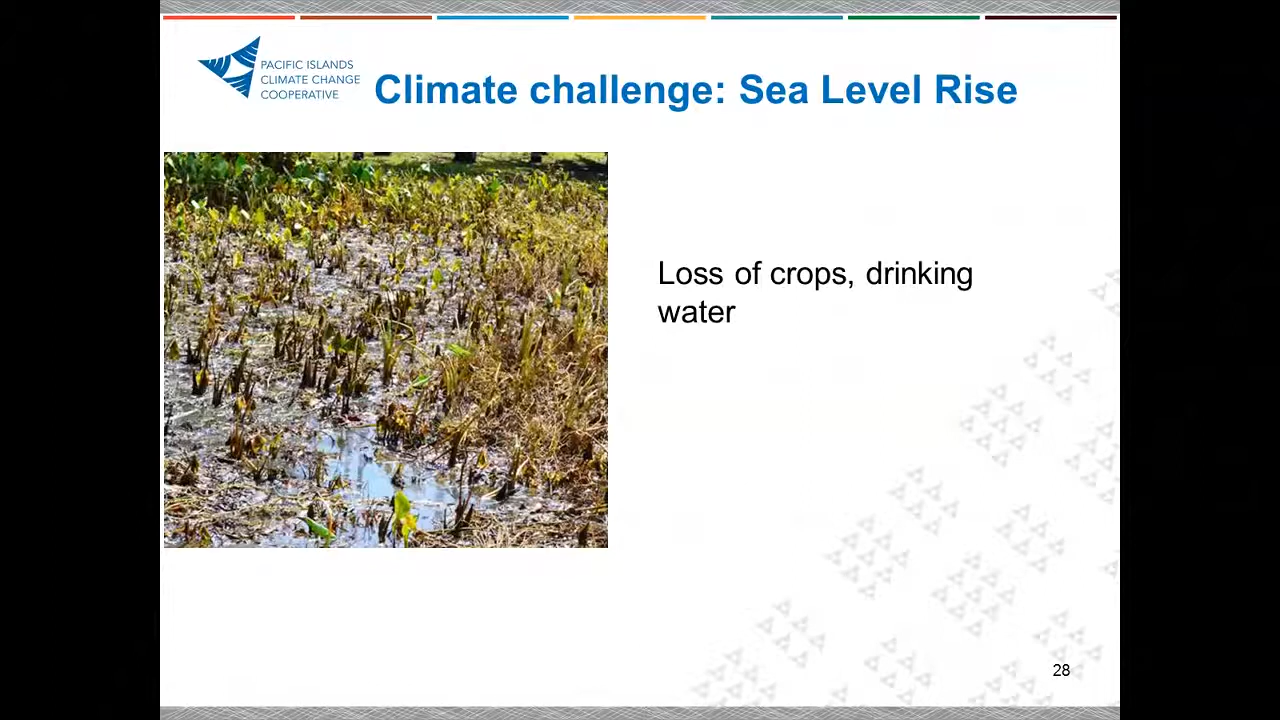 PACIFIC ISLANDS
CLIMATE CHANGE
COOPERATIVE
Climate challenge: Sea Level Rise
Loss of crops, drinking
water
28